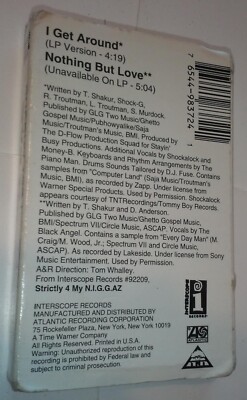 I Get Around*
(LP Version - 4:19)
Nothing But Love**
(Unavailable On LP - 5:04)
*Written by T. Shakur, Shock-G,
R. Troutman, L. Troutman, S. Murdock.
Published by GLG Two Music/Ghetto
Gospel Music/Pubhowyalike/Saja
Music/Troutman's Music, BMI. Produced by
The D-Flow Production Squad for Stayin'
Busy Productions. Additional Vocals by Shockalock and
Money-B. Keyboards and Rhythm Arrangements by The
Piano Man. Drums Sounds Tailored by D.J. Fuze. Contains
samples from "Computer Land" (Saja Music/Troutman's
Music, BMI), as recorded by Zapp. Under license from
Warner Special Products. Used by Permission. Shockalock
appears courtesy of TNTRecordings/Tommy Boy Records.
**Written by T. Shakur and D. Anderson.
Published by GLG Two Music/Ghetto Gospel Music,
BMI/Spectrum VII/Circle Music, ASCAP. Vocals by The
Black Angel. Contains a sample from "Every Day Man" (M.
Craig/M. Wood, Jr.; Spectrum VII and Circle Music,
ASCAP). As recorded by Lakeside. Used under license from Sony
Music Entertainment. Used by Permission.
A&R Direction: Tom Whalley.
From Interscope Records #92209,
Strictly 4 My N.I.G.G.AZ
INTERSCOPE RECORDS
MANUFACTURED AND DISTRIBUTED BY
ATLANTIC RECORDING CORPORATION
75 Rockefeller Plaza, New York, New York 10019
A Time Warner Company
All Rights Reserved. Printed in U.S.A.
Warning: Unauthorized reproduction of this
recording is prohibited by Federal law and
subject to criminal prosecution.
7 6544-983724 1
INTERSCOPE
RECORDS
ATLANTIC